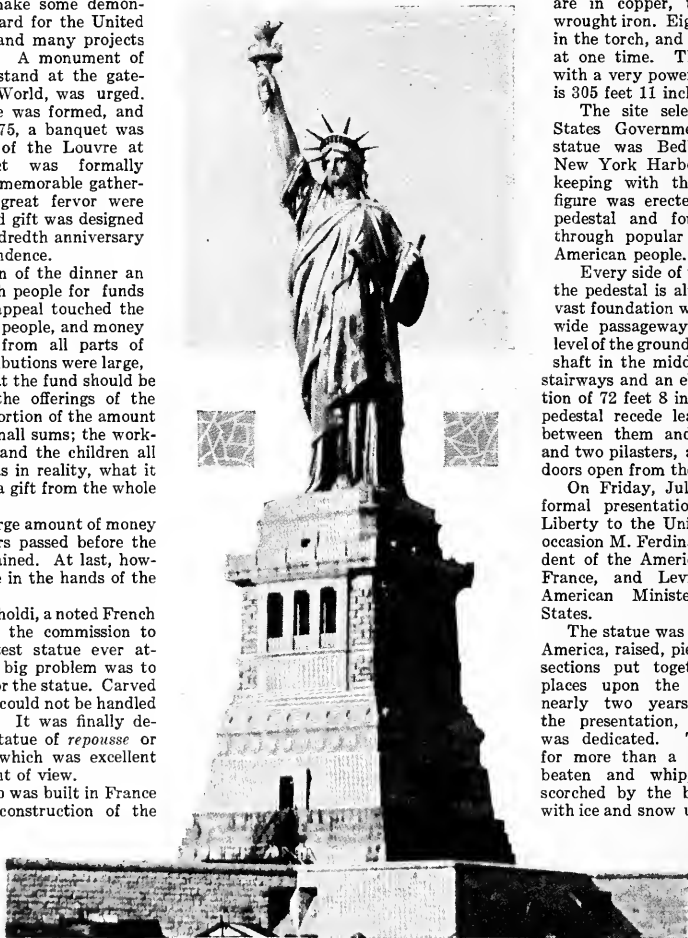 make some demon-
ard for the United
and many projects
A monument of
stand at the gate-
World, was urged.
e was formed, and
75, a banquet was
of the Louvre at
et was formally
memorable gather-
great fervor were
d gift was designed
dredth anniversary
ndence.
n of the dinner an
h people for funds
appeal touched the
people, and money
from all parts of
ibutions were large,
at the fund should be
the offerings of the
ortion of the amount
mall sums; the work-
and the children all
s in reality, what it
a gift from the whole
rge amount of money
rs passed before the
ained. At last, how-
e in the hands of the
holdi, a noted French
the commission to
test statue ever at-
big problem was to
or the statue. Carved
could not be handled
It was finally de-
tatue of repousse or
which was excellent
nt of view.
o was built in France
construction of the
are in copper, t
wrought iron. Eig
in the torch, and
at one time. T
with a very power
is 305 feet 11 incl
The site sele
States Governme
statue was Bed
New York Harbo
keeping with th
figure was erecte
pedestal and fou
through popular
American people.
Every side of
the pedestal is al
vast foundation w
wide passageway
level of the ground
shaft in the midd
stairways and an e
tion of 72 feet 8 in
pedestal recede lea
between them and
and two pilasters, a
doors open from the
On Friday, Jul
formal presentatio
Liberty to the Uni
occasion M. Ferdin
dent of the Ameri
France, and Levi
American Ministe
States.
The statue was
America, raised, pie
sections put toget
places upon the
nearly two years
the presentation,
was dedicated. T
for more than a
beaten and whip
scorched by the b
with ice and snow u